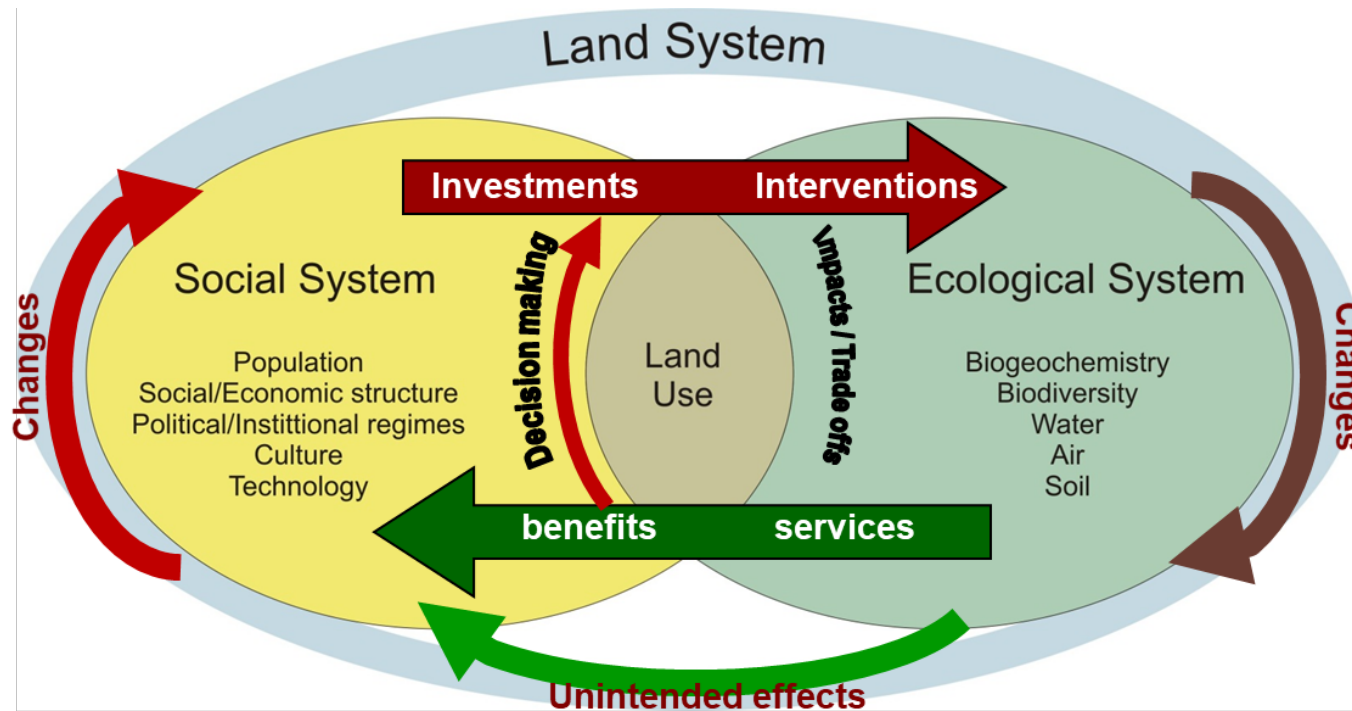 Land System
Investments Interventions
Decision making
Impacts / Trade offs
Social System
Population
Social/Economic structure
Political/Instittional regimes
Culture
Technology
Land
Use
Ecological System
Biogeochemistry
Biodiversity
Water
Air
Soil
Changes
Changes
benefits services
Unintended effects